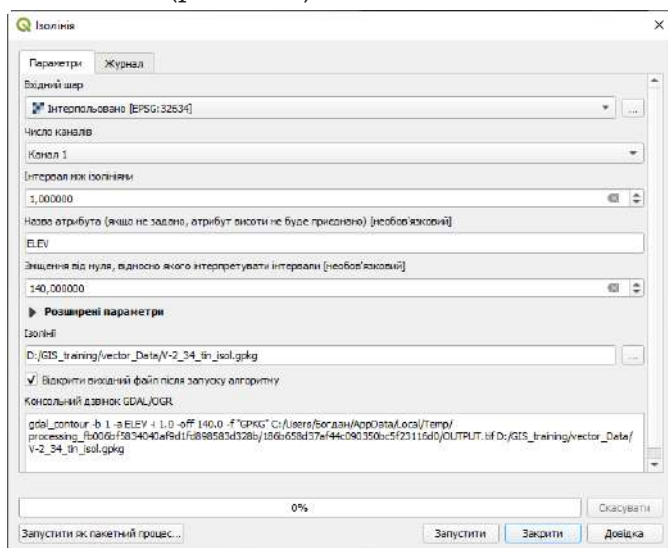 Ізолінія
Параметри Журнал
Вхідний шар
Інтерпольовано [EPSG:32634]
...
Число каналів
Канал 1
Інтервал між ізолініями
1,000000
Назва атрибута (якщо не задано, атрибут висоти не буде приєднано) [необов'язковий]
ELEV
Зміщення від нуля, відносно якого інтерпретувати інтервали [необов'язковий]
140,000000
Розширені параметри
Ізолінії
D:/GIS_training/vector_Data/V-2_34_tin_isol.gpkg
...
Відкрити вихідний файл після запуску алгоритму
Консольний дзвінок GDAL/OGR
gdal_contour -b 1 -a ELEV -i 1.0 -off 140.0 -f "GPKG" C:/Users/Богдан/AppData/Local/Temp/
processing_fb006bf5834040af9d1fd898583d328b/186b658d37af44c090350bc5f23116d0/OUTPUT.tif D:/GIS_training/vector_Data/
V-2_34_tin_isol.gpkg
0%
Скасувати
Запустити як пакетний процес... Запустити Закрити Довідка